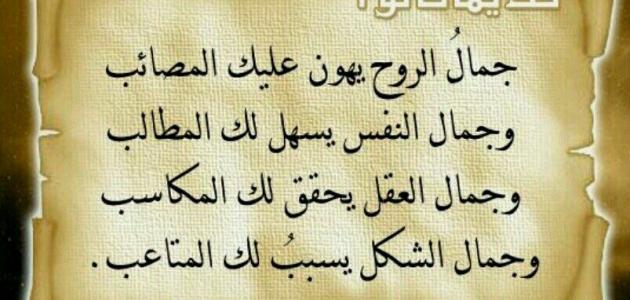 جمالُ الروح يهون عليك المصائب
وجمال النفس يسهل لك المطالب
وجمال العقل يحقق لك المكاسب
وجمال الشكل يسببُ لك المتاعب.